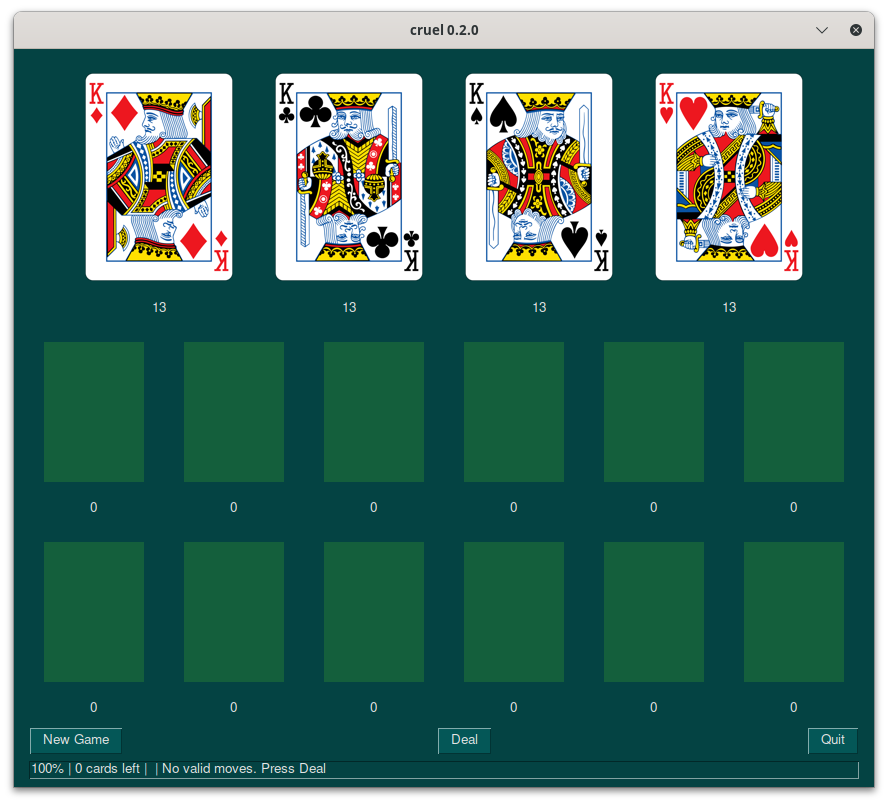 cruel 0.2.0
K K K K
K K K K
13 13 13 13
0 0 0 0 0 0
0 0 0 0 0 0
New Game Deal Quit
100% | 0 cards left | | No valid moves. Press Deal